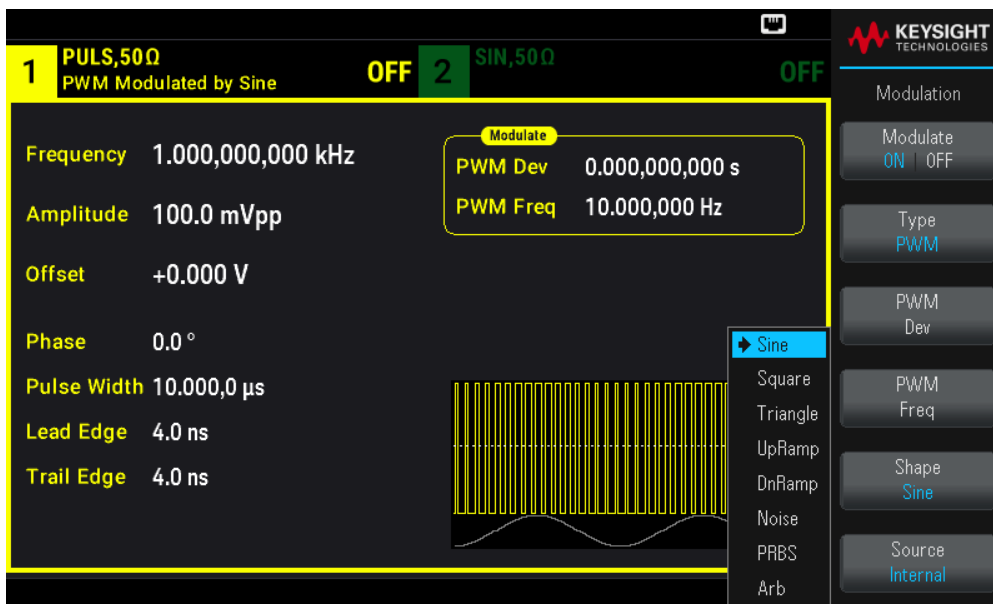 KEYSIGHT
TECHNOLOGIES
1 PULS,50Ω
PWM Modulated by Sine
OFF
2 SIN,50Ω
OFF
Frequency 1.000,000,000 kHz
Amplitude 100.0 mVpp
Offset +0.000 V
Phase 0.0 °
Pulse Width 10.000,0 µs
Lead Edge 4.0 ns
Trail Edge 4.0 ns
Modulate
PWM Dev 0.000,000,000 s
PWM Freq 10.000,000 Hz
Sine
Square
Triangle
UpRamp
DnRamp
Noise
PRBS
Arb
Modulation
Modulate
ON | OFF
Type
PWM
PWM
Dev
PWM
Freq
Shape
Sine
Source
Internal